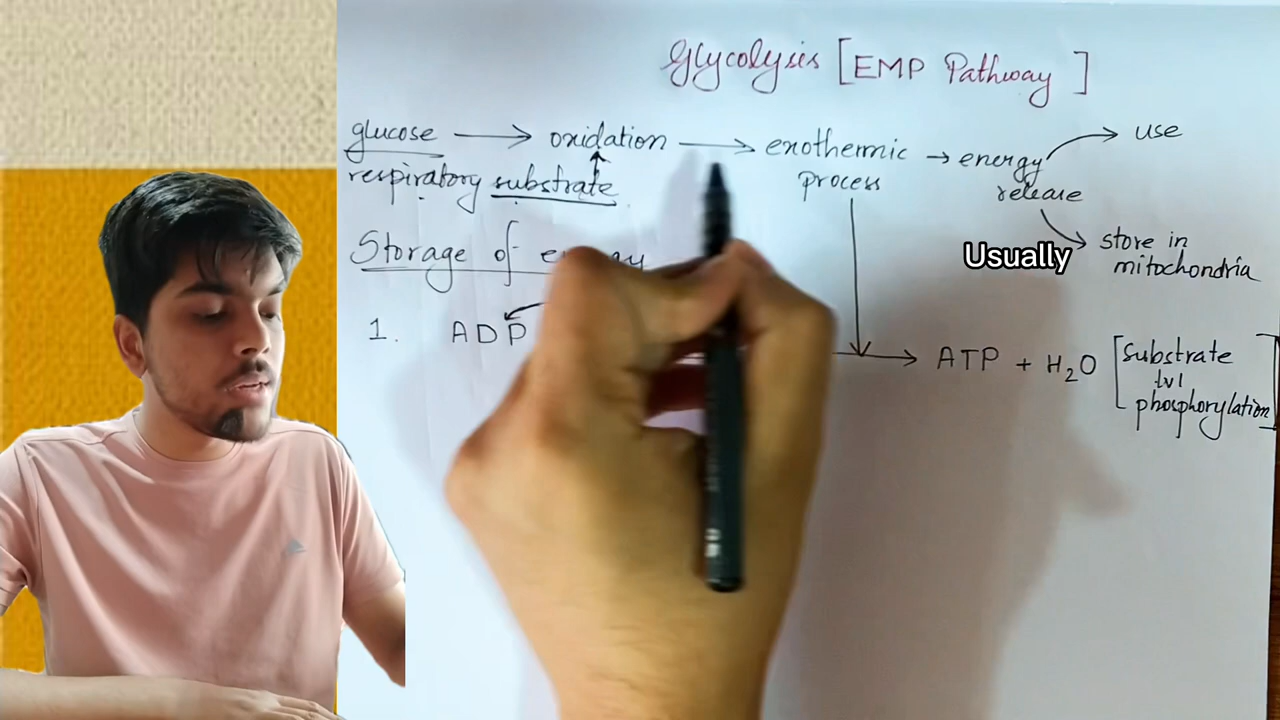 Glycolysis [EMP Pathway]
glucose → oxidation → exothermic process → energy release → use
respiratory substrate
store in mitochondria
Storage of
Usually
1. ADP → ATP + H2O [Substrate lvl phosphorylation]